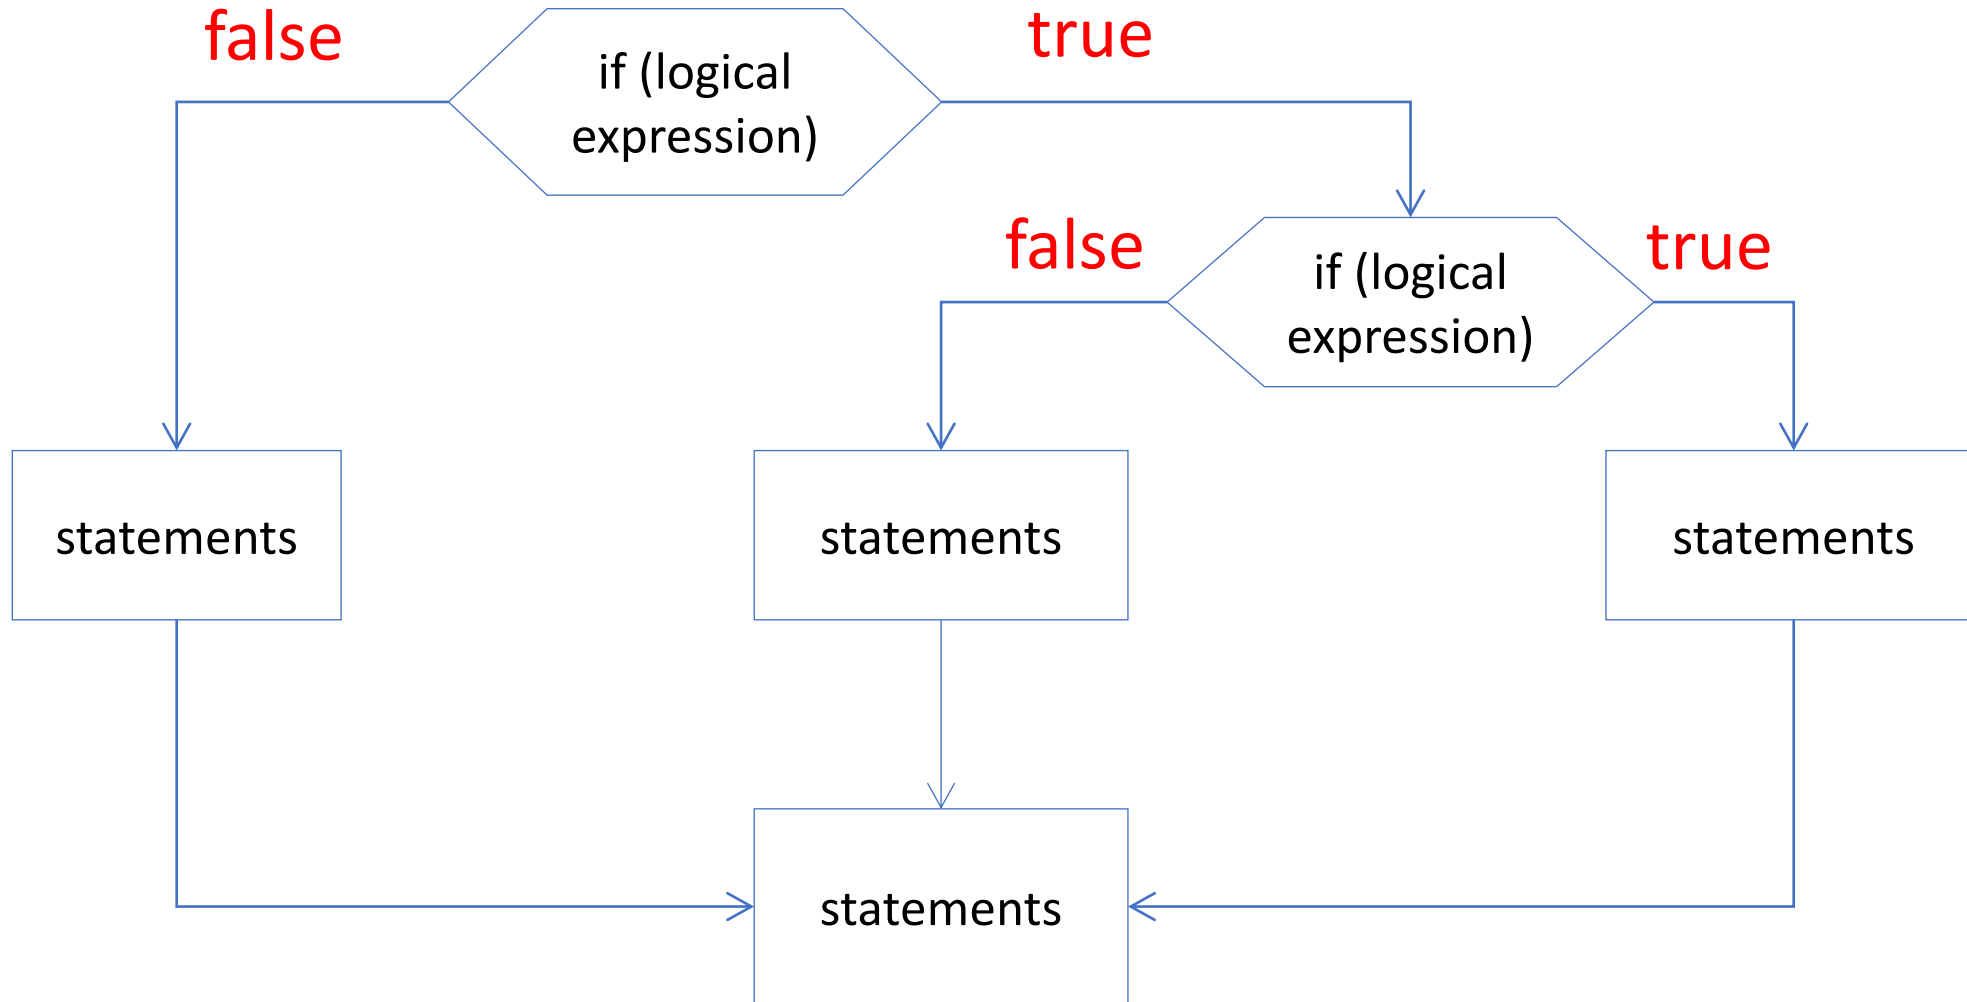 false
true
if (logical
expression)
false
true
if (logical
expression)
statements
statements
statements
statements